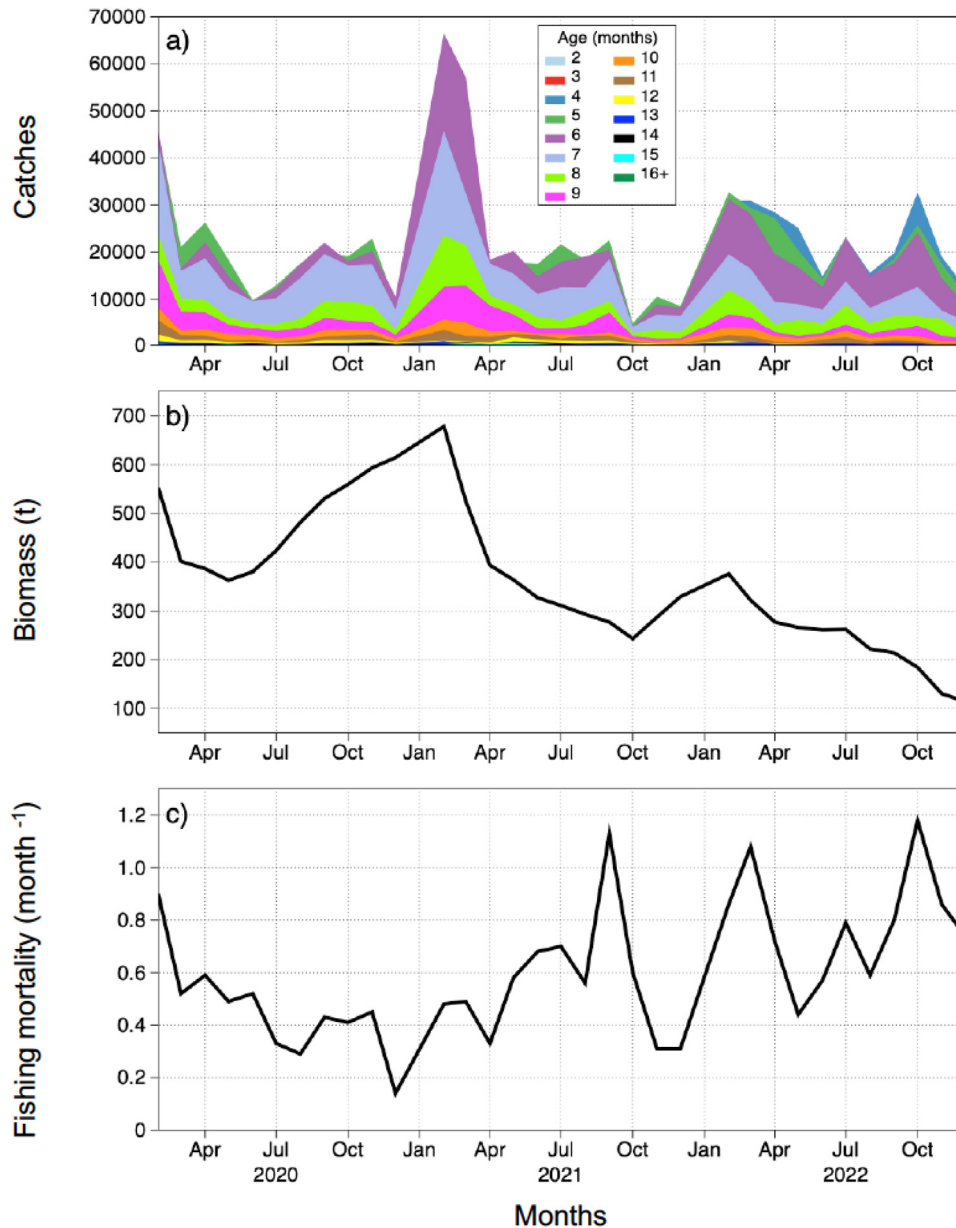 a)
Catches
70000
60000
50000
40000
30000
20000
10000
0
Age (months)
2 10
3 11
4 12
5 13
6 14
7 15
8 16+
9
Apr Jul Oct Jan Apr Jul Oct Jan Apr Jul Oct
b)
Biomass (t)
700
600
500
400
300
200
100
Apr Jul Oct Jan Apr Jul Oct Jan Apr Jul Oct
c)
Fishing mortality (month -1)
1.2
1.0
0.8
0.6
0.4
0.2
0
Apr Jul Oct Jan Apr Jul Oct Jan Apr Jul Oct
2020 2021 2022
Months